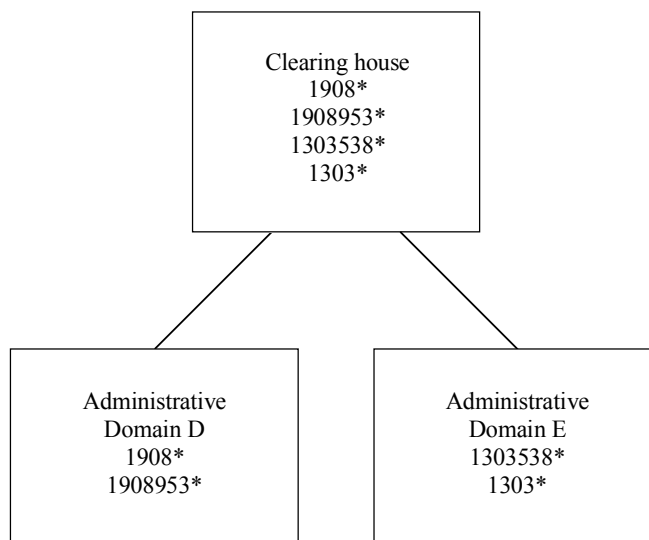 Clearing house
1908*
1908953*
1303538*
1303*
Administrative
Domain D
1908*
1908953*
Administrative
Domain E
1303538*
1303*